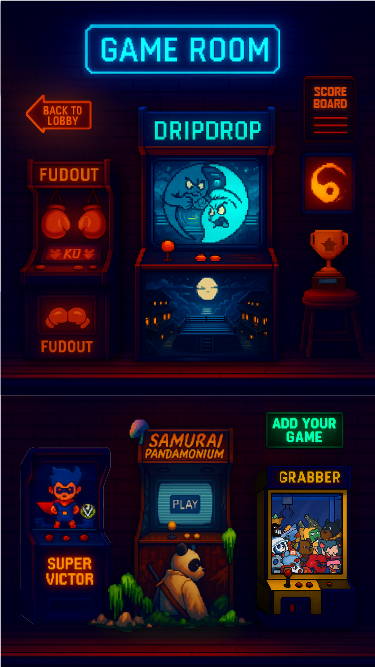 GAME ROOM
BACK TO
LOBBY
SCORE
BOARD
DRIPDROP
FUDOUT
KO
FUDOUT
SAMURAI
PANDAMONIUM
ADD YOUR
GAME
GRABBER
PLAY
SUPER
VICTOR